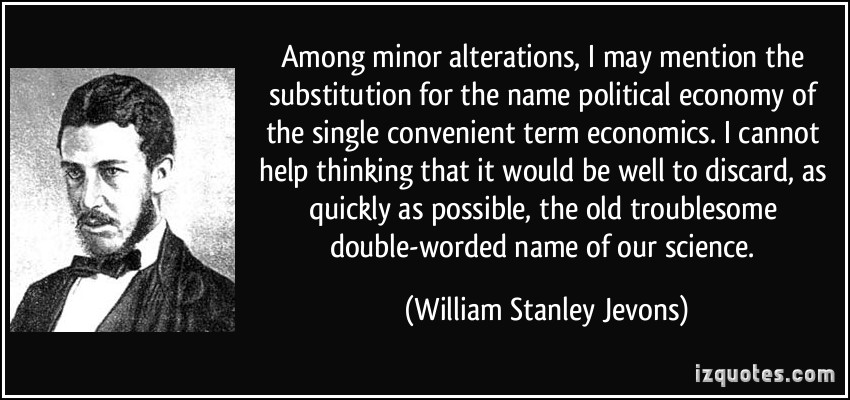 Among minor alterations, I may mention the
substitution for the name political economy of
the single convenient term economics. I cannot
help thinking that it would be well to discard, as
quickly as possible, the old troublesome
double-worded name of our science.
(William Stanley Jevons)
izquotes.com